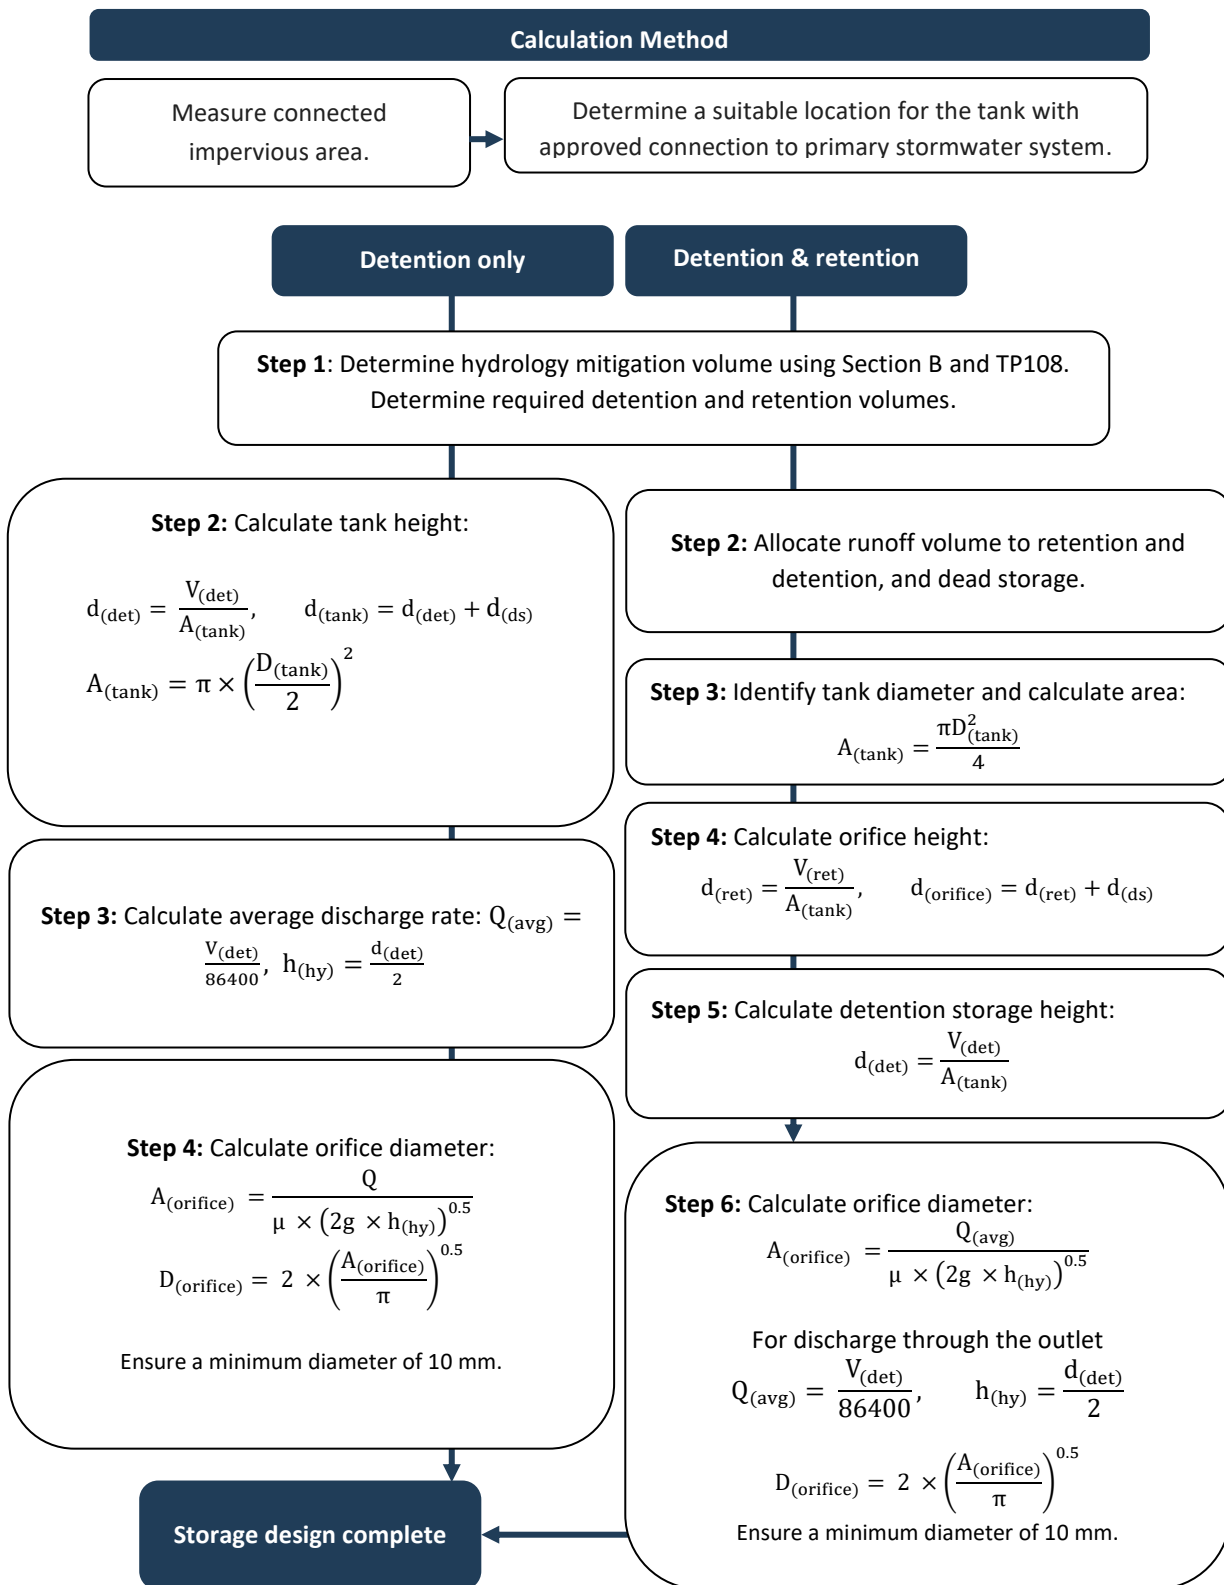 Calculation Method
Measure connected
impervious area.
Determine a suitable location for the tank with
approved connection to primary stormwater system.
Detention only
Detention & retention
Step 1: Determine hydrology mitigation volume using Section B and TP108.
Determine required detention and retention volumes.
Step 2: Calculate tank height:
d(det) = V(det) / A(tank), d(tank) = d(det) + d(ds)
A(tank) = π × (D(tank) / 2)^2
Step 3: Calculate average discharge rate: Q(avg) =
V(det) / 86400, h(hy) = d(det) / 2
Step 4: Calculate orifice diameter:
A(orifice) = Q / μ × (2g × h(hy))^0.5
D(orifice) = 2 × (A(orifice) / π)^0.5
Ensure a minimum diameter of 10 mm.
Step 2: Allocate runoff volume to retention and
detention, and dead storage.
Step 3: Identify tank diameter and calculate area:
A(tank) = πD(tank)^2 / 4
Step 4: Calculate orifice height:
d(ret) = V(ret) / A(tank), d(orifice) = d(ret) + d(ds)
Step 5: Calculate detention storage height:
d(det) = V(det) / A(tank)
Step 6: Calculate orifice diameter:
A(orifice) = Q(avg) / μ × (2g × h(hy))^0.5
For discharge through the outlet
Q(avg) = V(det) / 86400, h(hy) = d(det) / 2
D(orifice) = 2 × (A(orifice) / π)^0.5
Ensure a minimum diameter of 10 mm.
Storage design complete